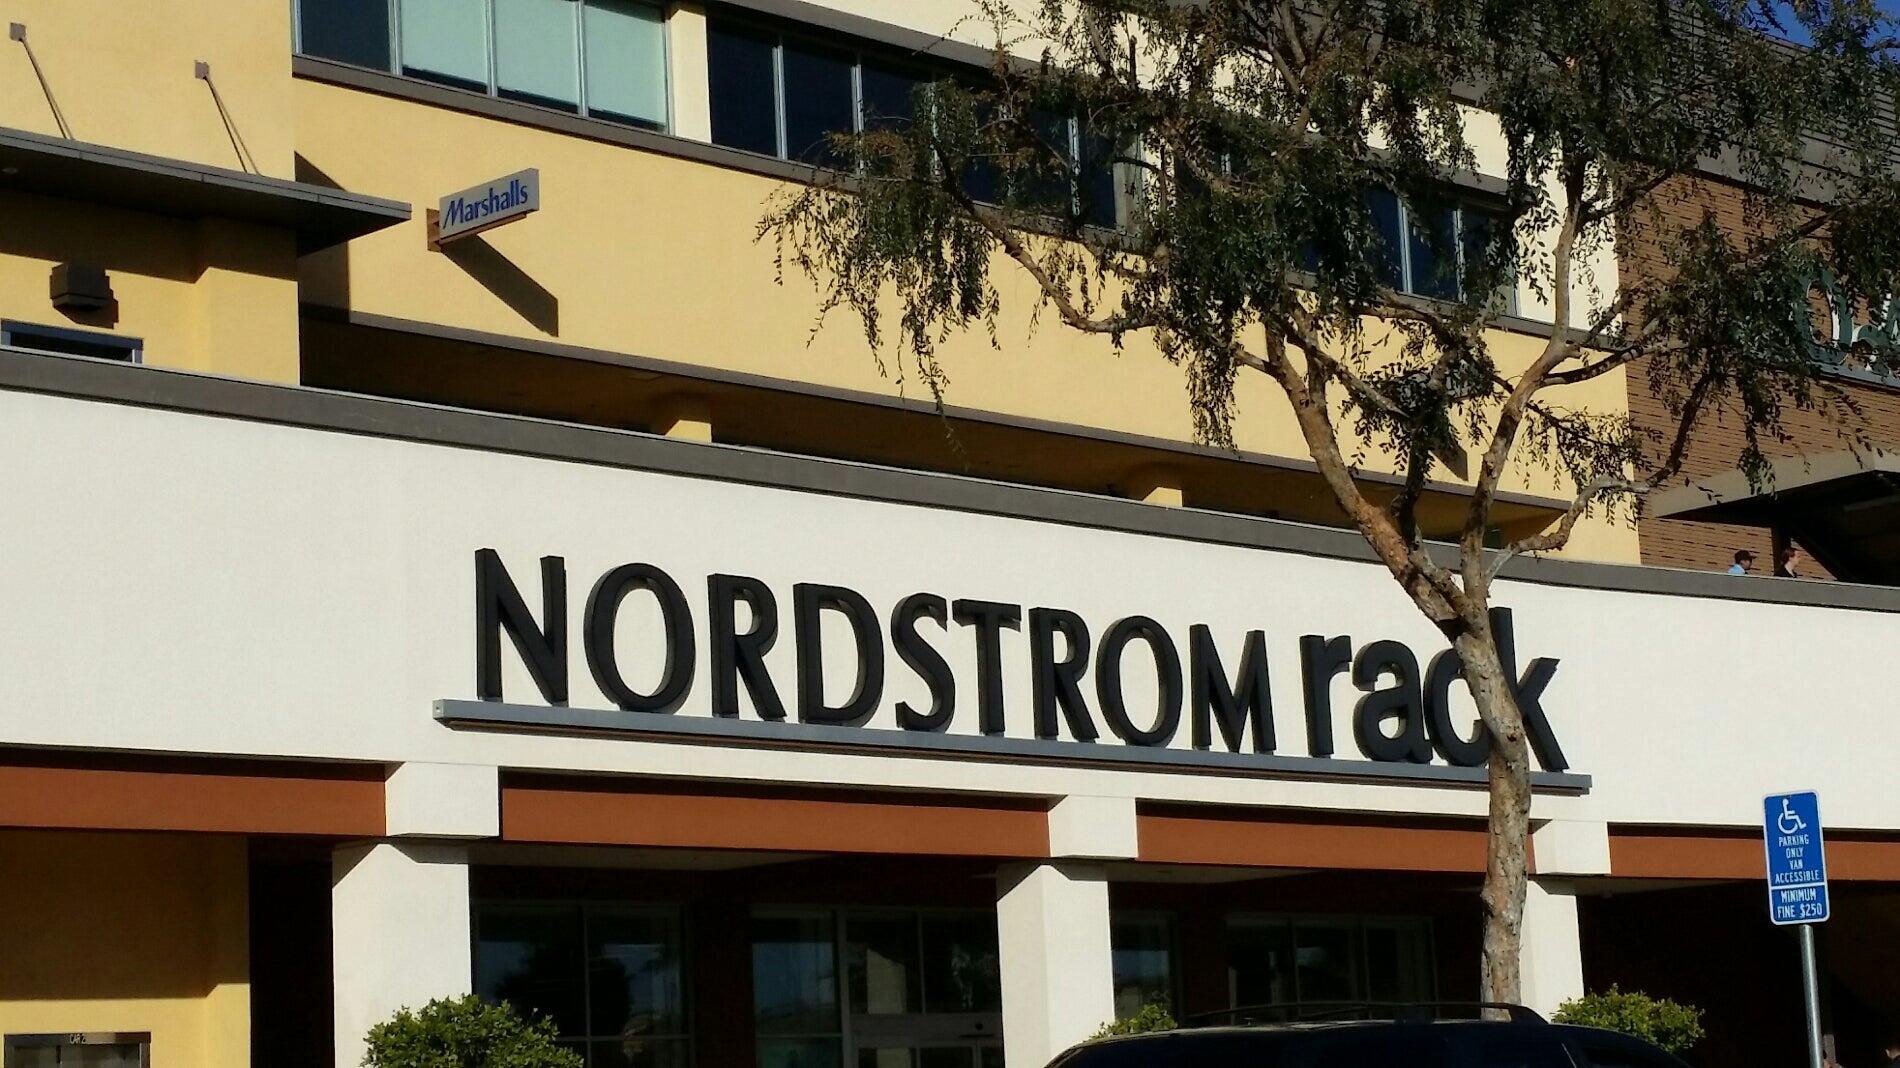 Marshalls
NORDSTROM rack
PARKING
ONLY
VAN
ACCESSIBLE
MINIMUM
FINE $250